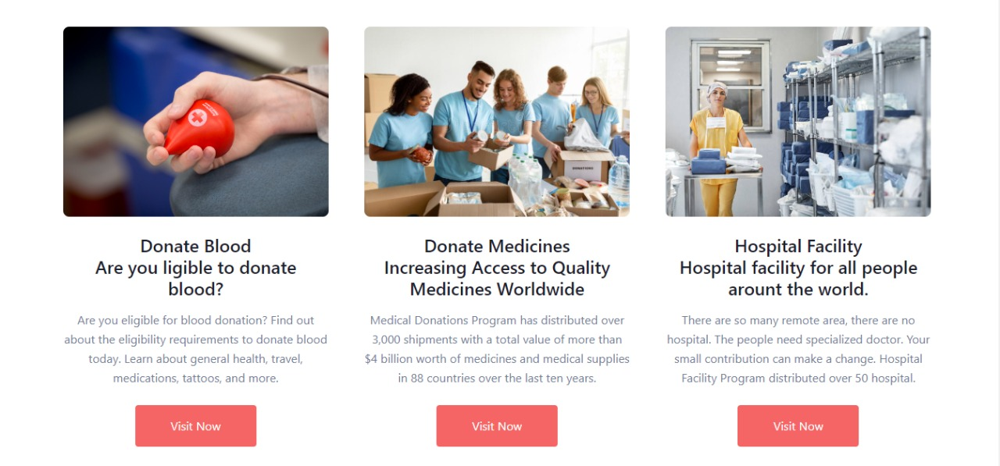 Donate Blood
Are you ligible to donate
blood?
Are you eligible for blood donation? Find out
about the eligibility requirements to donate blood
today. Learn about general health, travel,
medications, tattoos, and more.
Visit Now
DONATIONS
Donate Medicines
Increasing Access to Quality
Medicines Worldwide
Medical Donations Program has distributed over
3,000 shipments with a total value of more than
$4 billion worth of medicines and medical supplies
in 88 countries over the last ten years.
Visit Now
Hospital Facility
Hospital facility for all people
arount the world.
There are so many remote area, there are no
hospital. The people need specialized doctor. Your
small contribution can make a change. Hospital
Facility Program distributed over 50 hospital.
Visit Now